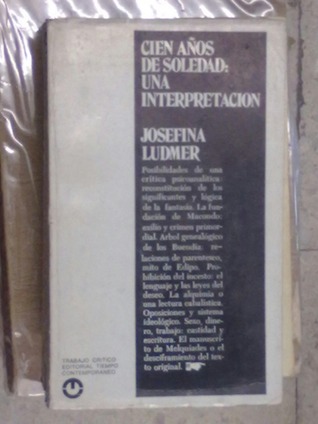 CIEN AÑOS
DE SOLEDAD:
UNA
INTERPRETACION
JOSEFINA
LUDMER
Posibilidades de una
crítica psicoanalítica:
reconstitución de los
significantes y lógica
de la fantasía. La fun-
dación de Macondo:
exilio y crimen primor-
dial. Arbol genealógico
de los Buendía: re-
laciones de parentesco,
mito de Edipo. Pro-
hibición del incesto: el
lenguaje y las leyes del
deseo. La alquimia o
una lectura cabalística.
Oposiciones y sistema
ideológico. Sexo, dine-
ro, trabajo: castidad y
escritura. El manuscri-
to de Melquíades o el
desciframiento del tex-
to original.
TRABAJO CRITICO
EDITORIAL TIEMPO
CONTEMPORANEO